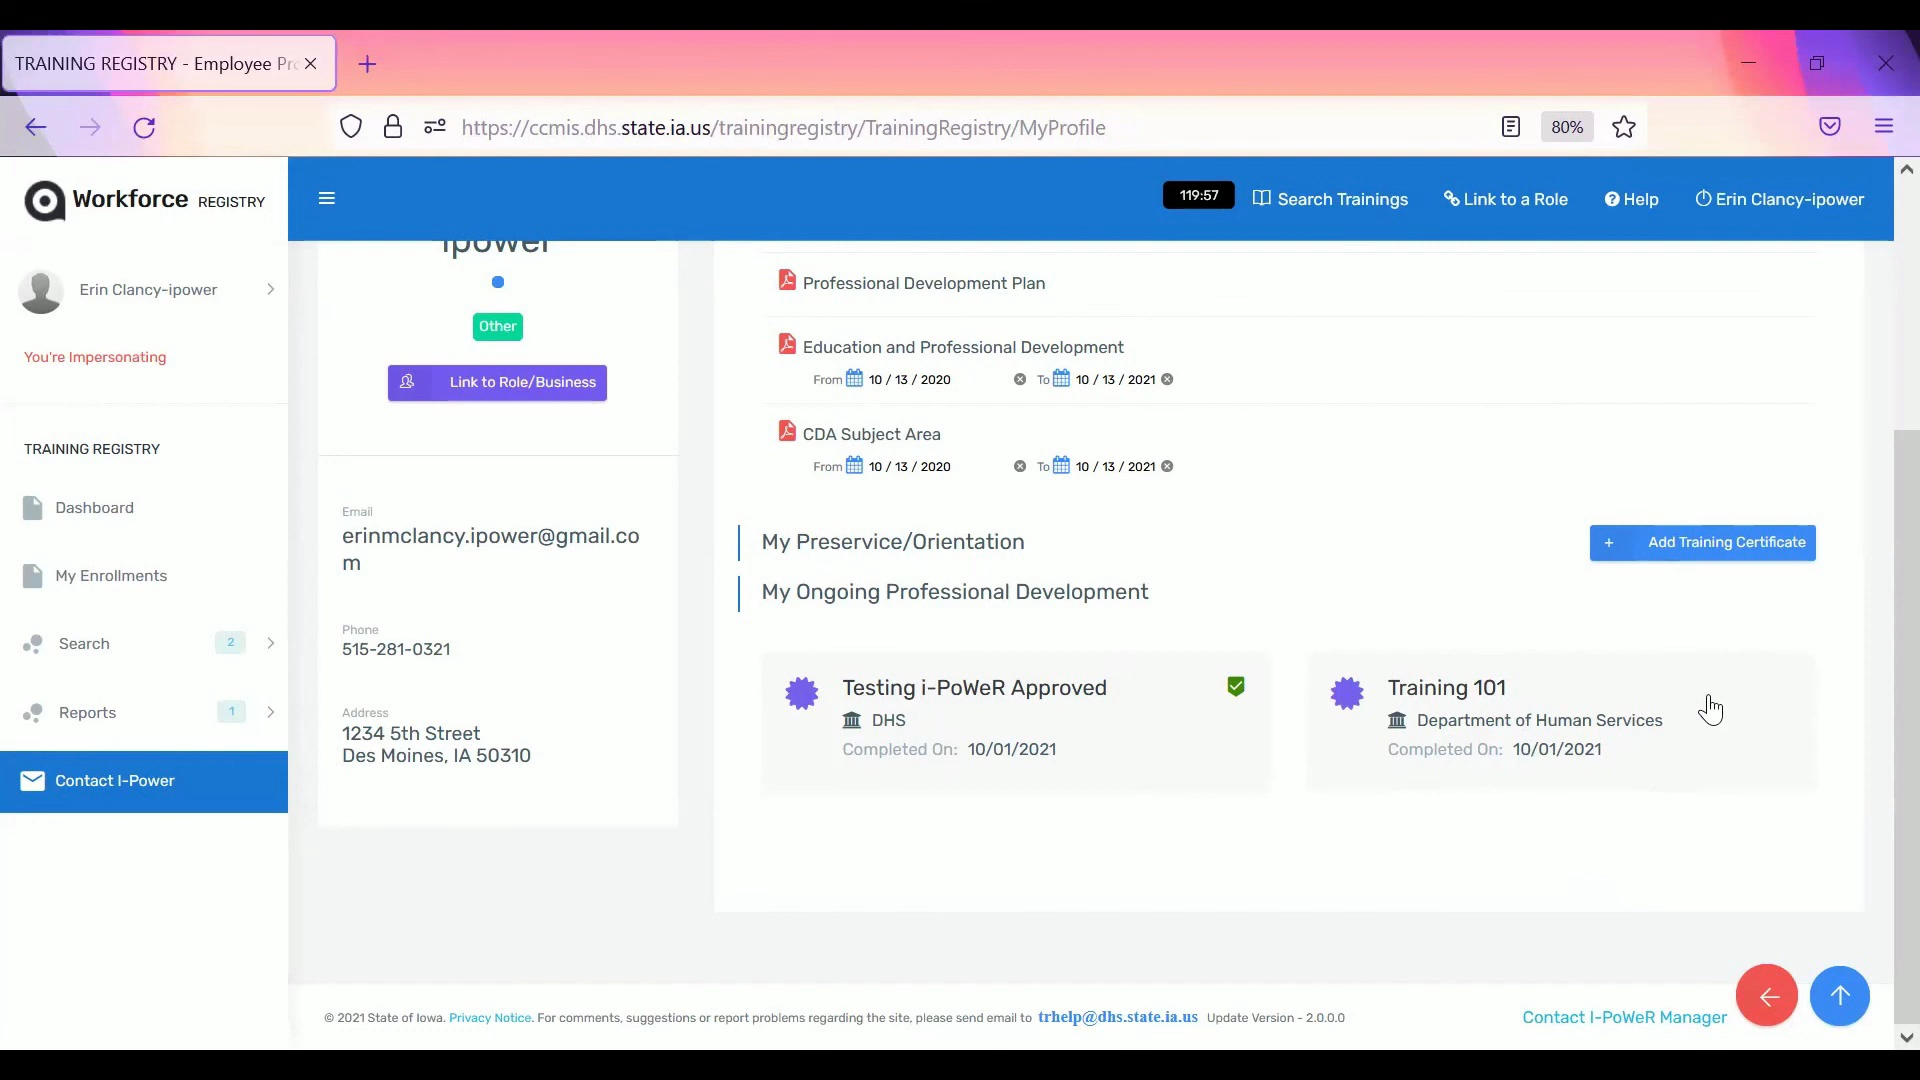 TRAINING REGISTRY - Employee Pr
https://ccmis.dhs.state.ia.us/trainingregistry/TrainingRegistry/MyProfile
80%
Workforce REGISTRY
119:57
Search Trainings
Link to a Role
Help
Erin Clancy-ipower
Erin Clancy-ipower
You're Impersonating
TRAINING REGISTRY
Dashboard
My Enrollments
Search 2
Reports 1
Contact I-Power
ipower
Other
Link to Role/Business
Email
erinmclancy.ipower@gmail.co
m
Phone
515-281-0321
Address
1234 5th Street
Des Moines, IA 50310
Professional Development Plan
Education and Professional Development
From 10 / 13 / 2020 To 10 / 13 / 2021
CDA Subject Area
From 10 / 13 / 2020 To 10 / 13 / 2021
My Preservice/Orientation
+ Add Training Certificate
My Ongoing Professional Development
Testing i-PoWeR Approved
DHS
Completed On: 10/01/2021
Training 101
Department of Human Services
Completed On: 10/01/2021
© 2021 State of Iowa. Privacy Notice. For comments, suggestions or report problems regarding the site, please send email to trhelp@dhs.state.ia.us Update Version - 2.0.0.0
Contact I-PoWeR Manager